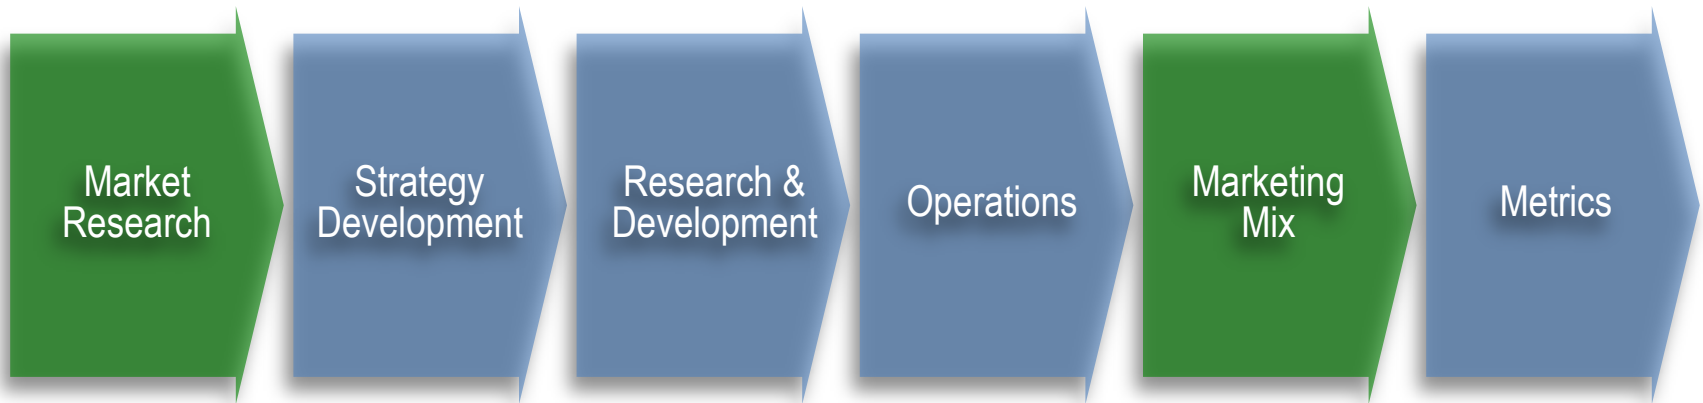 Market
Research
Strategy
Development
Research &
Development
Operations
Marketing
Mix
Metrics